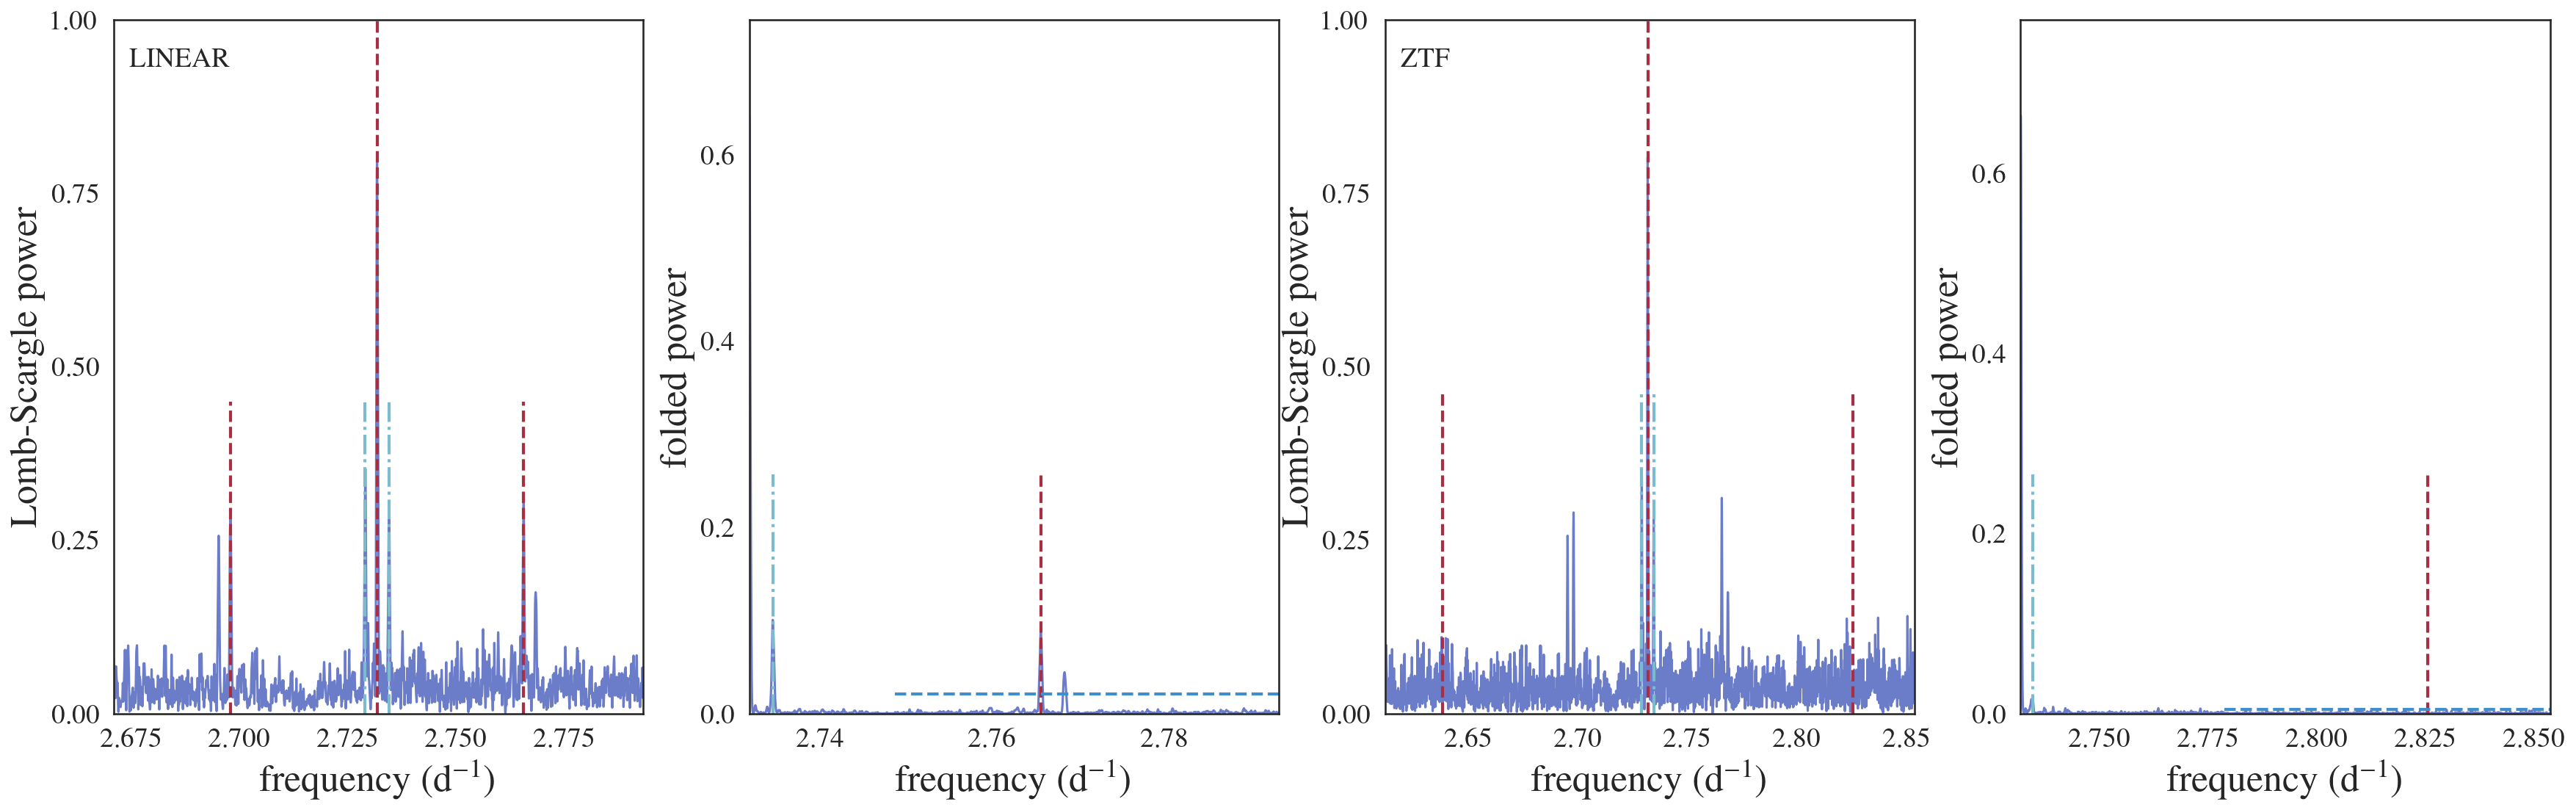 LINEAR
1.00
0.75
0.50
0.25
0.00
Lomb-Scargle power
2.675 2.700 2.725 2.750 2.775
frequency (d⁻¹)
0.6
0.4
0.2
0.0
folded power
2.74 2.76 2.78
frequency (d⁻¹)
ZTF
1.00
0.75
0.50
0.25
0.00
Lomb-Scargle power
2.65 2.70 2.75 2.80 2.85
frequency (d⁻¹)
0.6
0.4
0.2
0.0
folded power
2.750 2.775 2.800 2.825 2.850
frequency (d⁻¹)